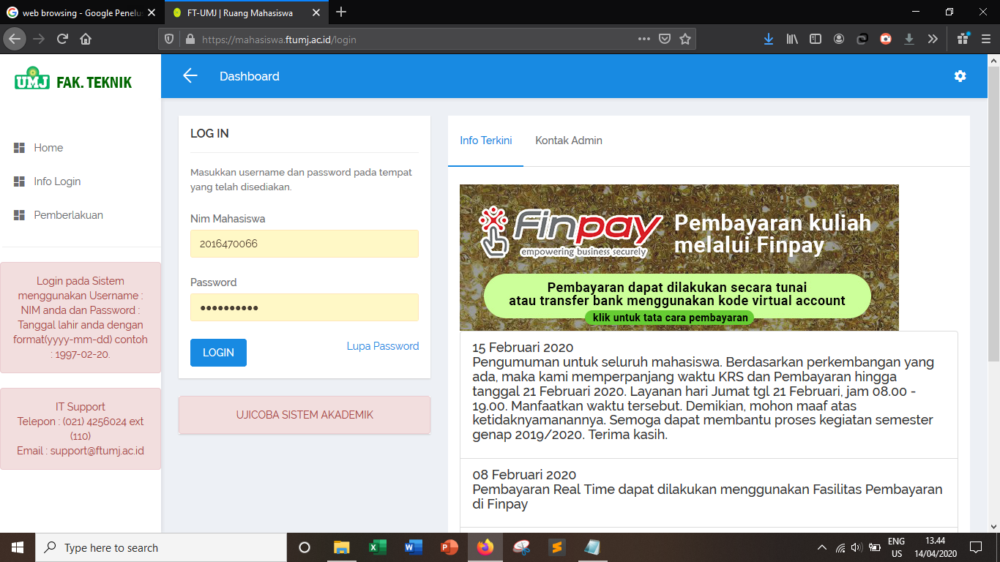 web browsing - Google Penelus
FT-UMJ | Ruang Mahasiswa
https://mahasiswa.ftumj.ac.id/login
UMJ FAK. TEKNIK
Dashboard
Home
Info Login
Pemberlakuan
Login pada Sistem
menggunakan Username :
NIM anda dan Password :
Tanggal lahir anda dengan
format(yyyy-mm-dd) contoh
: 1997-02-20.
IT Support
Telepon : (021) 4256024 ext
(110)
Email : support@ftumj.ac.id
LOG IN
Masukkan username dan password pada tempat
yang telah disediakan.
Nim Mahasiswa
2016470066
Password
••••••••••
LOGIN
Lupa Password
UJICOBA SISTEM AKADEMIK
Info Terkini
Kontak Admin
Finpay
empowering business securely
Pembayaran kuliah
melalui Finpay
Pembayaran dapat dilakukan secara tunai
atau transfer bank menggunakan kode virtual account
klik untuk tata cara pembayaran
15 Februari 2020
Pengumuman untuk seluruh mahasiswa. Berdasarkan perkembangan yang
ada, maka kami memperpanjang waktu KRS dan Pembayaran hingga
tanggal 21 Februari 2020. Layanan hari Jumat tgl 21 Februari, jam 08.00 -
19.00. Manfaatkan waktu tersebut. Demikian, mohon maaf atas
ketidaknyamanannya. Semoga dapat membantu proses kegiatan semester
genap 2019/2020. Terima kasih.
08 Februari 2020
Pembayaran Real Time dapat dilakukan menggunakan Fasilitas Pembayaran
di Finpay
Type here to search
ENG
US
13.44
14/04/2020